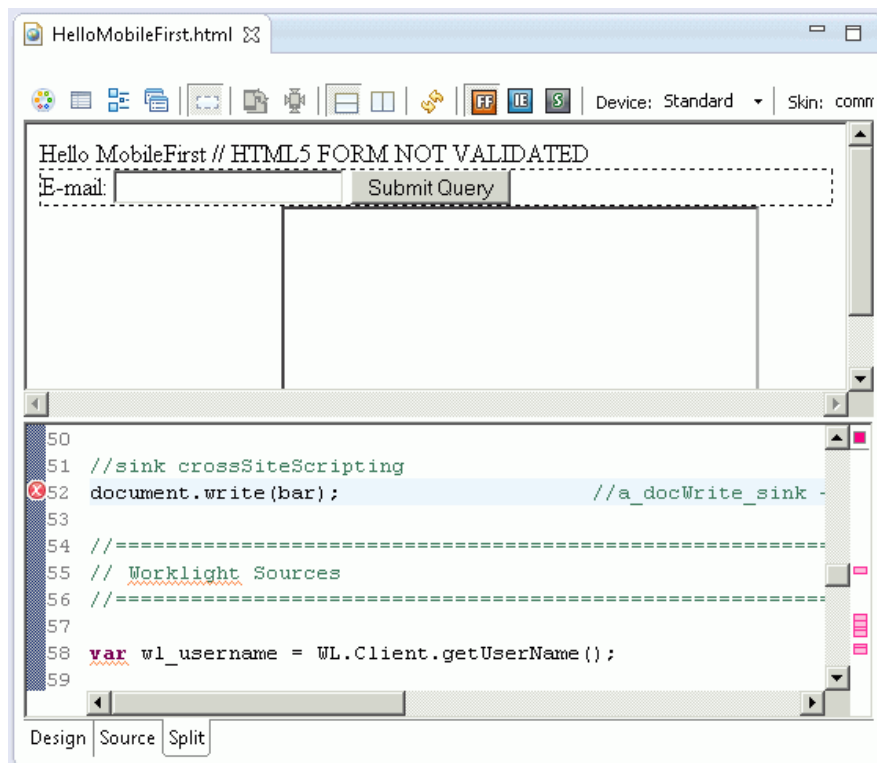 HelloMobileFirst.html
FF IE S Device: Standard Skin: comm
Hello MobileFirst // HTML5 FORM NOT VALIDATED
E-mail: Submit Query
50
51 //sink crossSiteScripting
52 document.write(bar); //a_docWrite_sink -
53
54 //=========================================================
55 // Worklight Sources
56 //=========================================================
57
58 var wl_username = WL.Client.getUserName();
59
Design Source Split